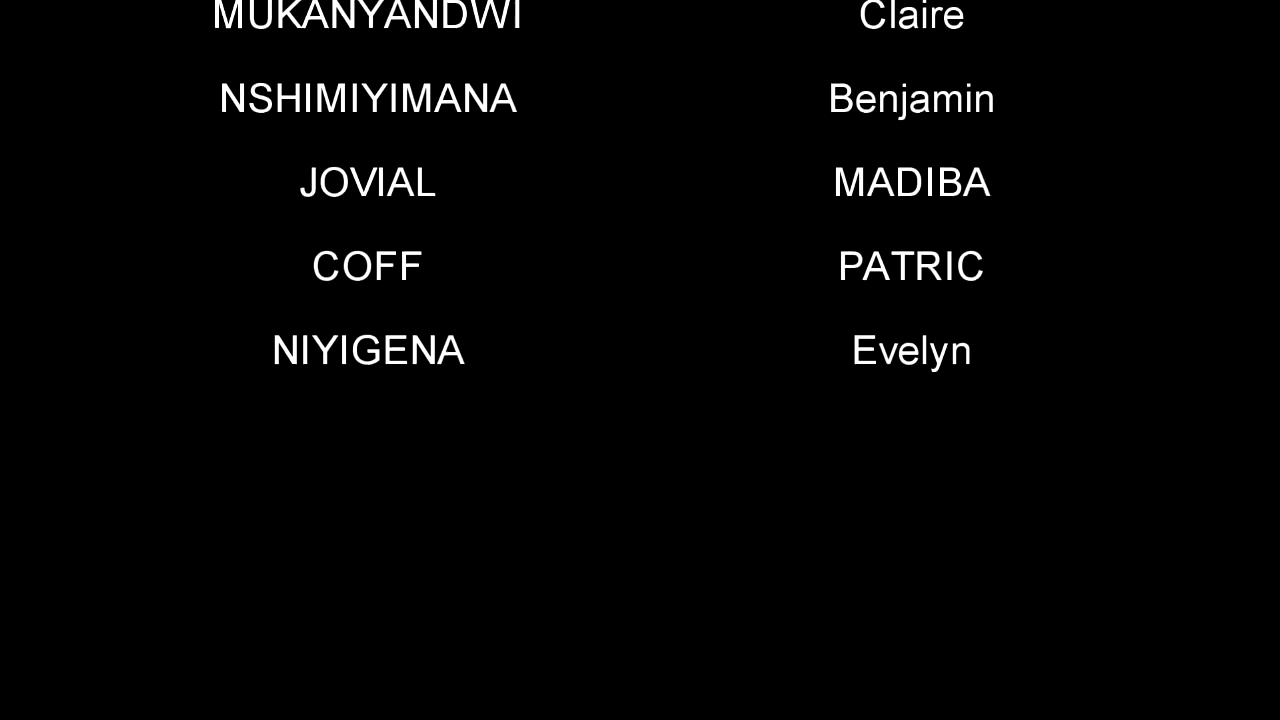 MUKANYANDWI Claire
NSHIMIYIMANA Benjamin
JOVIAL MADIBA
COFF PATRIC
NIYIGENA Evelyn